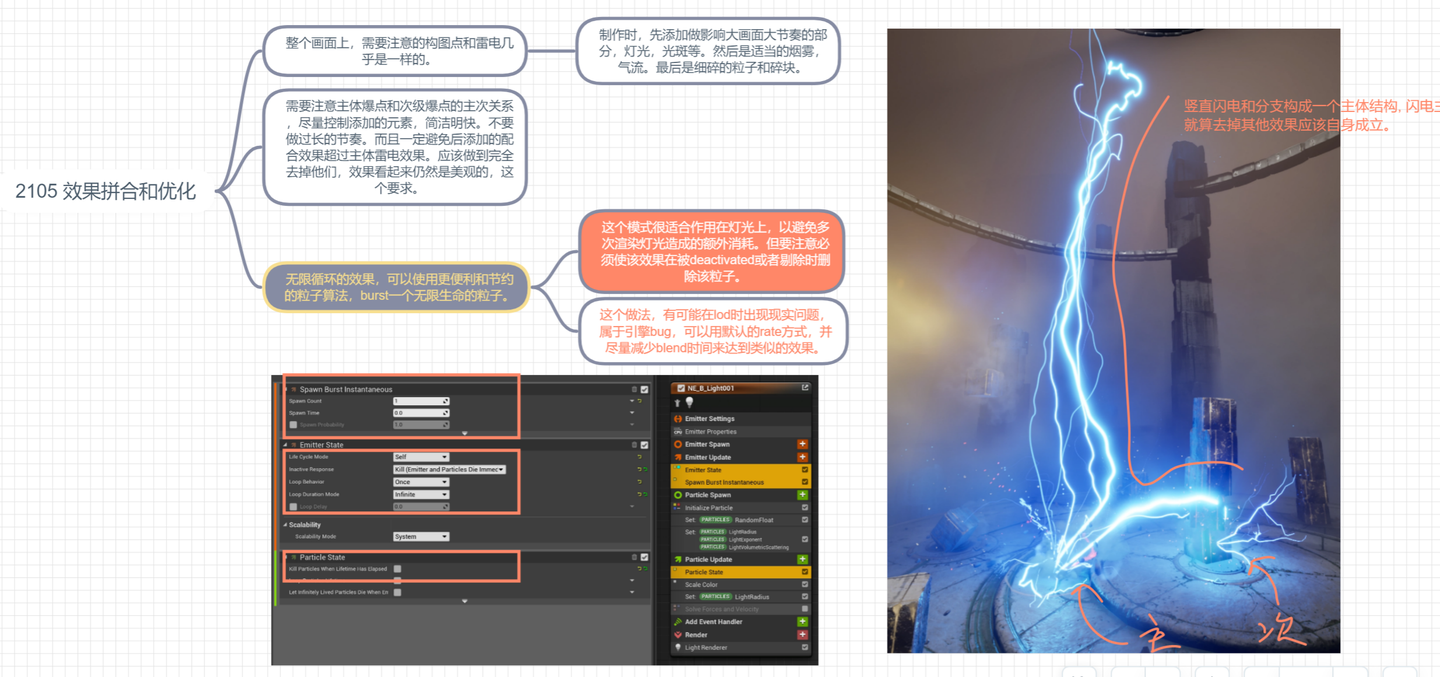 2105 效果拼合和优化
整个画面上，需要注意的构图点和雷电几
乎是一样的。
制作时，先添加做影响大画面大节奏的部
分，灯光，光斑等。然后是适当的烟雾，
气流。最后是细碎的粒子和碎块。
需要注意主体爆点和次级爆点的主次关系
，尽量控制添加的元素，简洁明快。不要
做过长的节奏。而且一定避免后添加的配
合效果超过主体雷电效果。应该做到完全
去掉他们，效果看起来仍然是美观的，这
个要求。
无限循环的效果，可以使用更便利和节约
的粒子算法，burst一个无限生命的粒子。
这个模式很适合作用在灯光上，以避免多
次渲染灯光造成的额外消耗。但要注意必
须使该效果在被deactivated或者剔除时删
除该粒子。
这个做法，有可能在lod时出现现实问题，
属于引擎bug，可以用默认的rate方式，并
尽量减少blend时间来达到类似的效果。
Spawn Burst Instantaneous
Spawn Count
1
Spawn Time
0.0
Spawn Probability
1.0
Emitter State
Life Cycle Mode
Self
Inactive Response
Kill (Emitter and Particles Die Immec
Loop Behavior
Once
Loop Duration Mode
Infinite
Loop Delay
0.0
Scalability
Scalability Mode
System
Particle State
Kill Particles When Lifetime Has Elapsed
Let Infinitely Lived Particles Die When En
NE_B_Light001
Emitter Settings
Emitter Properties
Emitter Spawn
Emitter Update
Emitter State
Spawn Burst Instantaneous
Particle Spawn
Initialize Particle
Set: PARTICLES RandomFloat
Set: PARTICLES LightRadius
PARTICLES LightExponent
PARTICLES LightVolumetricScattering
Particle Update
Particle State
Scale Color
Set: PARTICLES LightRadius
Solve Forces and Velocity
Add Event Handler
Render
Light Renderer
竖直闪电和分支构成一个主体结构, 闪电主
就算去掉其他效果应该自身成立。
主
次